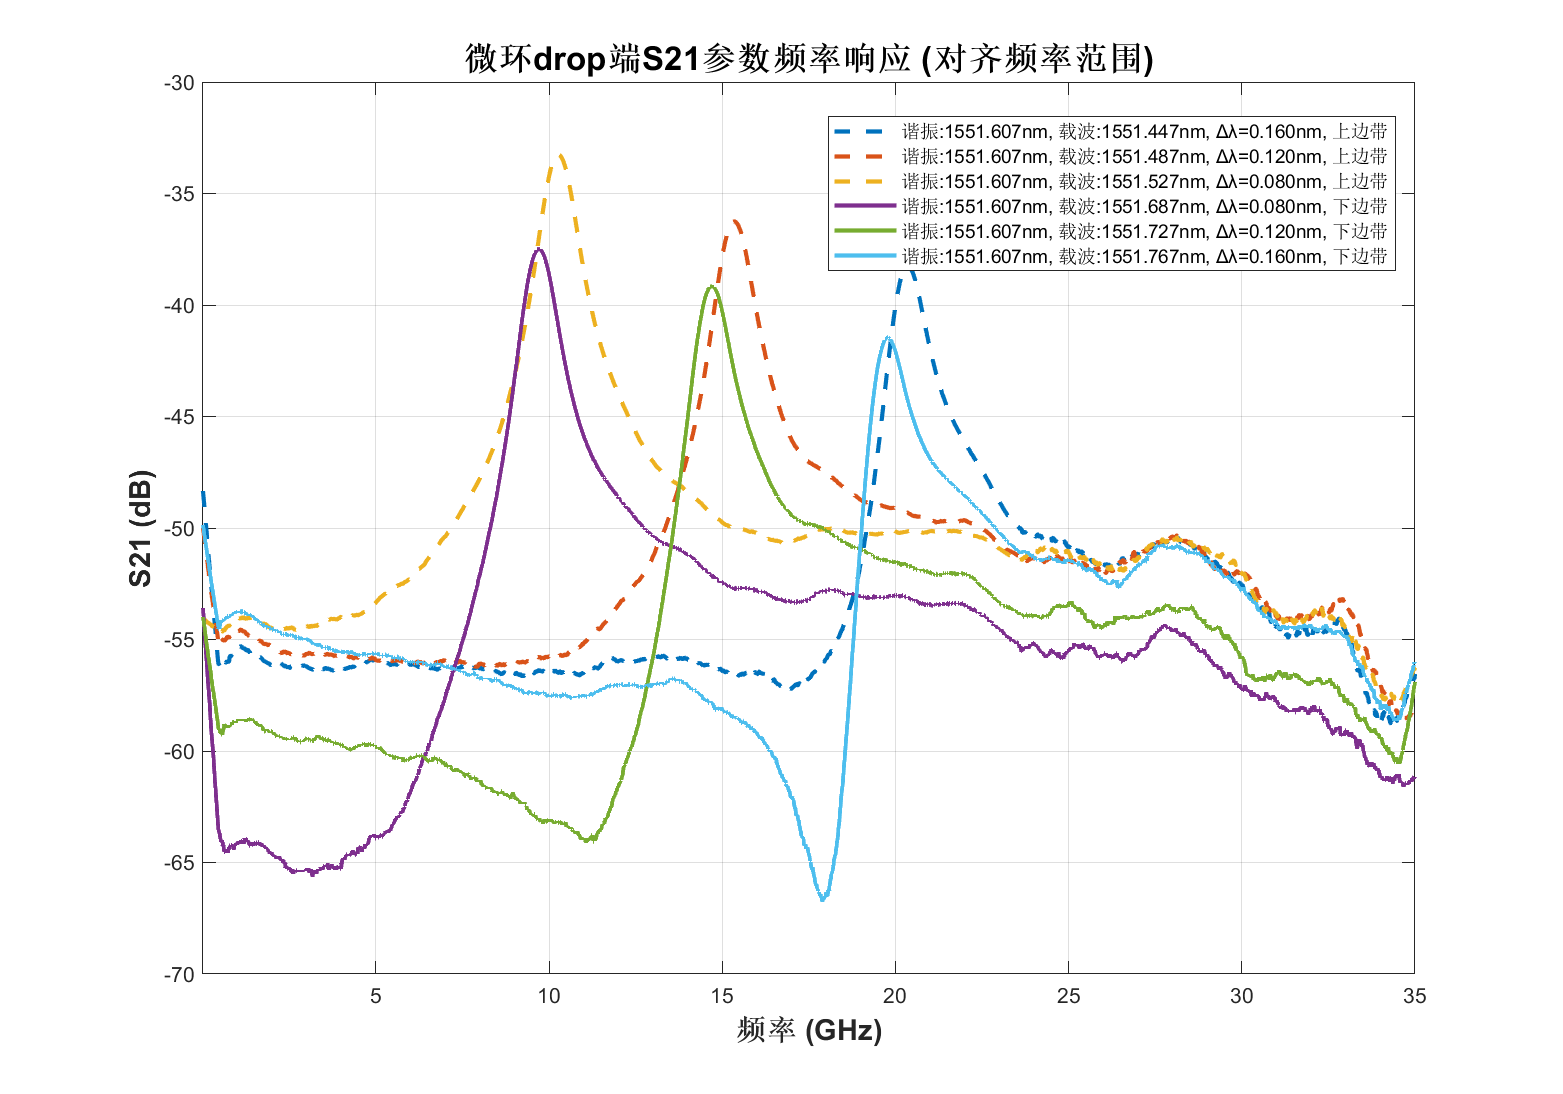 微环drop端S21参数频率响应 (对齐频率范围)
谐振:1551.607nm, 载波:1551.447nm, Δλ=0.160nm, 上边带
谐振:1551.607nm, 载波:1551.487nm, Δλ=0.120nm, 上边带
谐振:1551.607nm, 载波:1551.527nm, Δλ=0.080nm, 上边带
谐振:1551.607nm, 载波:1551.687nm, Δλ=0.080nm, 下边带
谐振:1551.607nm, 载波:1551.727nm, Δλ=0.120nm, 下边带
谐振:1551.607nm, 载波:1551.767nm, Δλ=0.160nm, 下边带
S21 (dB)
-30
-35
-40
-45
-50
-55
-60
-65
-70
5 10 15 20 25 30 35
频率 (GHz)